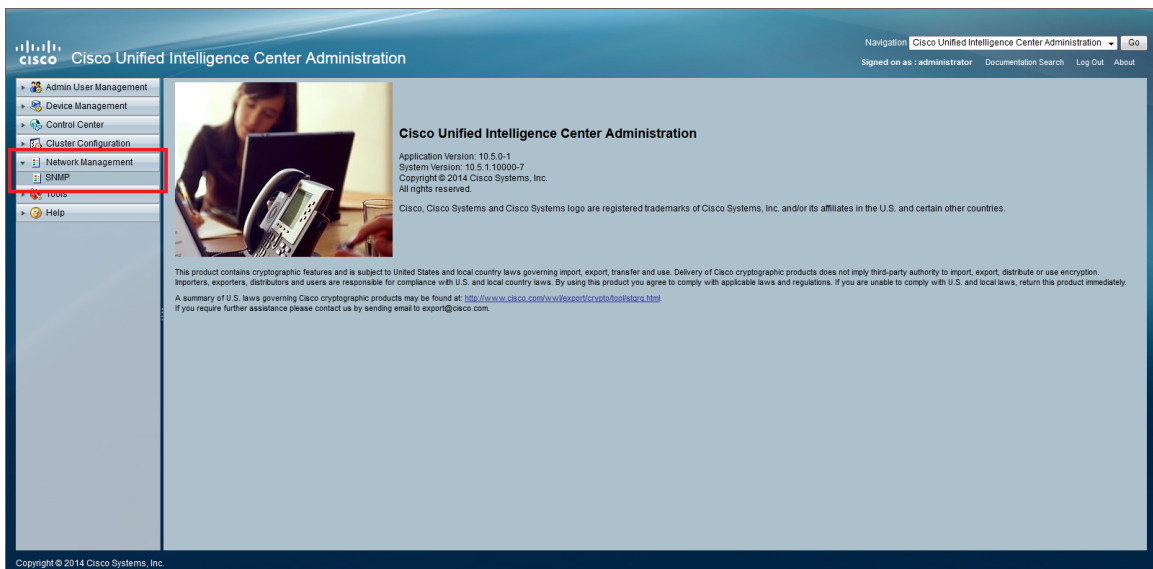 Navigation Cisco Unified Intelligence Center Administration Go
cisco Cisco Unified Intelligence Center Administration
Signed on as : administrator Documentation Search Log Out About
Admin User Management
Device Management
Control Center
Cluster Configuration
Network Management
SNMP
Tools
Help
Cisco Unified Intelligence Center Administration
Application Version: 10.5.0-1
System Version: 10.5.1.10000-7
Copyright © 2014 Cisco Systems, Inc.
All rights reserved.
Cisco, Cisco Systems and Cisco Systems logo are registered trademarks of Cisco Systems, Inc. and/or its affiliates in the U.S. and certain other countries.
This product contains cryptographic features and is subject to United States and local country laws governing import, export, transfer and use. Delivery of Cisco cryptographic products does not imply third-party authority to import, export, distribute or use encryption.
Importers, exporters, distributors and users are responsible for compliance with U.S. and local country laws. By using this product you agree to comply with applicable laws and regulations. If you are unable to comply with U.S. and local laws, return this product immediately.
A summary of U.S. laws governing Cisco cryptographic products may be found at: http://www.cisco.com/wwl/export/crypto/tool/stqrg.html.
If you require further assistance please contact us by sending email to export@cisco.com.
Copyright © 2014 Cisco Systems, Inc.